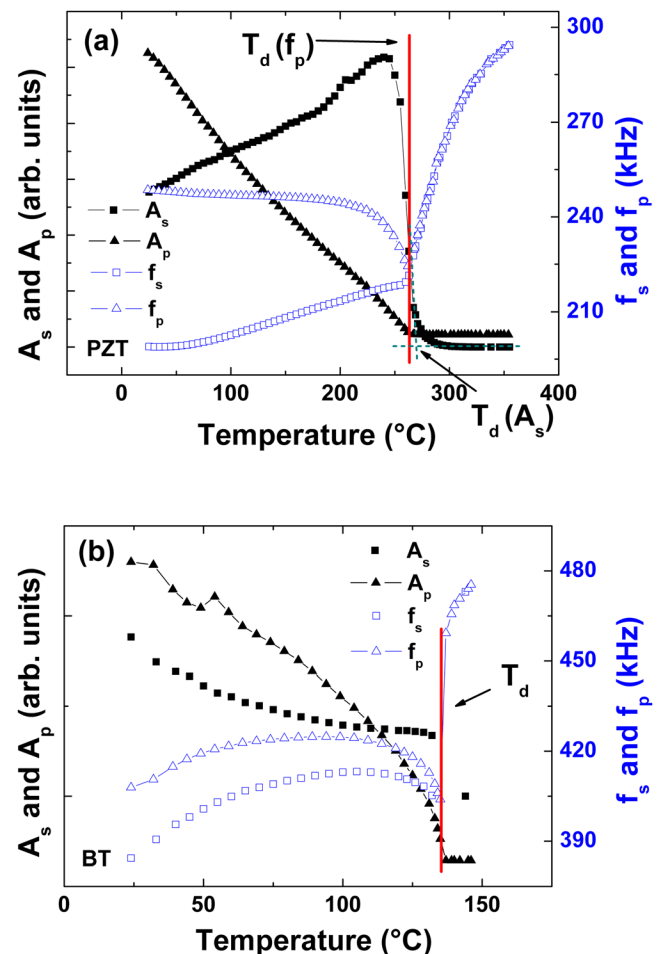 (a)
T_d (f_p)
A_s
A_p
f_s
f_p
PZT
T_d (A_s)
A_s and A_p (arb. units)
300
270
240
210
f_s and f_p (kHz)
0 100 200 300 400
Temperature (°C)
(b)
A_s
A_p
f_s
f_p
T_d
BT
A_s and A_p (arb. units)
480
450
420
390
f_s and f_p (kHz)
0 50 100 150
Temperature (°C)